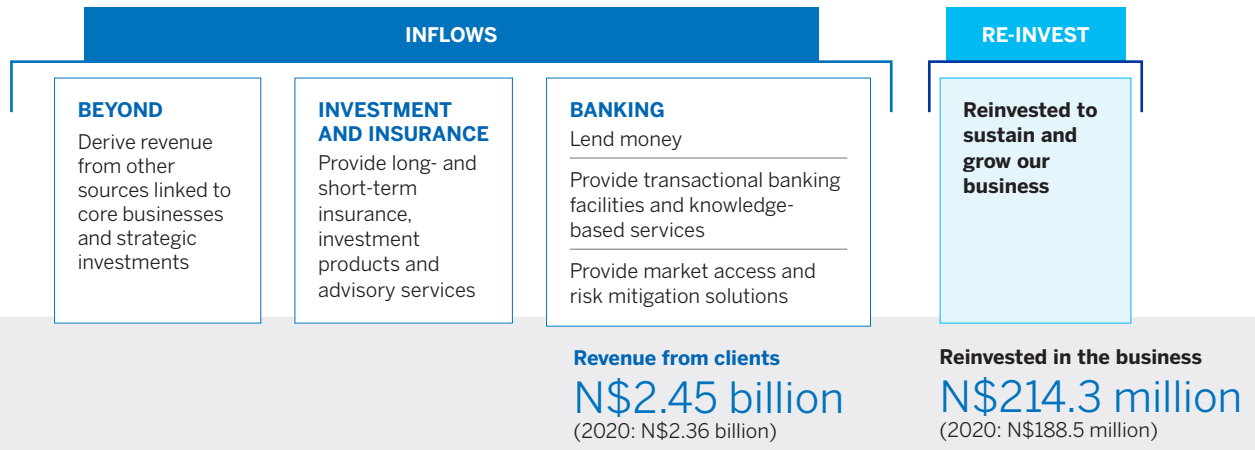 INFLOWS
BEYOND
Derive revenue
from other
sources linked to
core businesses
and strategic
investments
INVESTMENT
AND INSURANCE
Provide long- and
short-term
insurance,
investment
products and
advisory services
BANKING
Lend money
Provide transactional banking
facilities and knowledge-
based services
Provide market access and
risk mitigation solutions
Revenue from clients
N$2.45 billion
(2020: N$2.36 billion)
RE-INVEST
Reinvested to
sustain and
grow our
business
Reinvested in the business
N$214.3 million
(2020: N$188.5 million)